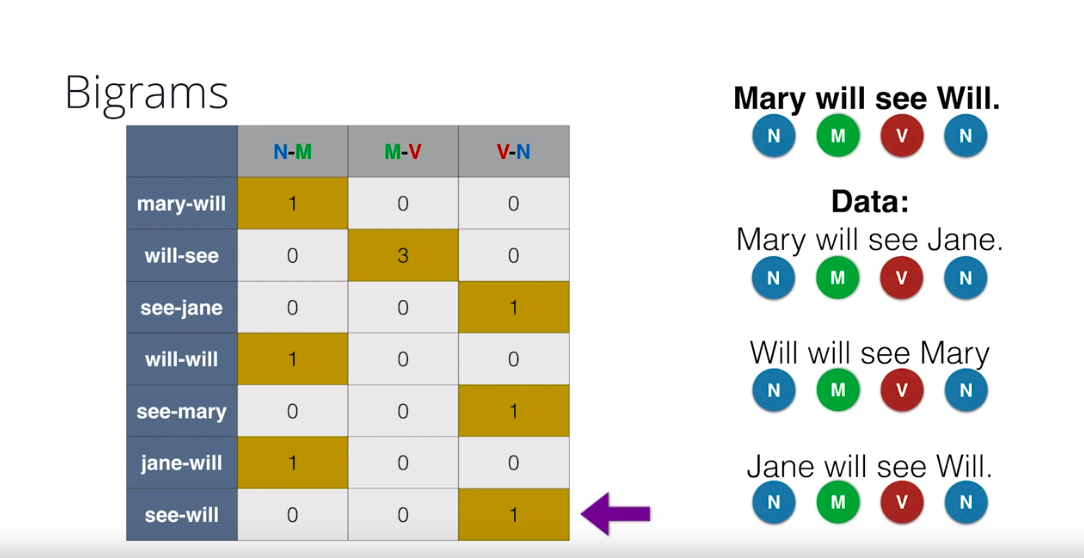 Bigrams
N-M M-V V-N
mary-will 1 0 0
will-see 0 3 0
see-jane 0 0 1
will-will 1 0 0
see-mary 0 0 1
jane-will 1 0 0
see-will 0 0 1
Mary will see Will.
N M V N
Data:
Mary will see Jane.
N M V N
Will will see Mary
N M V N
Jane will see Will.
N M V N